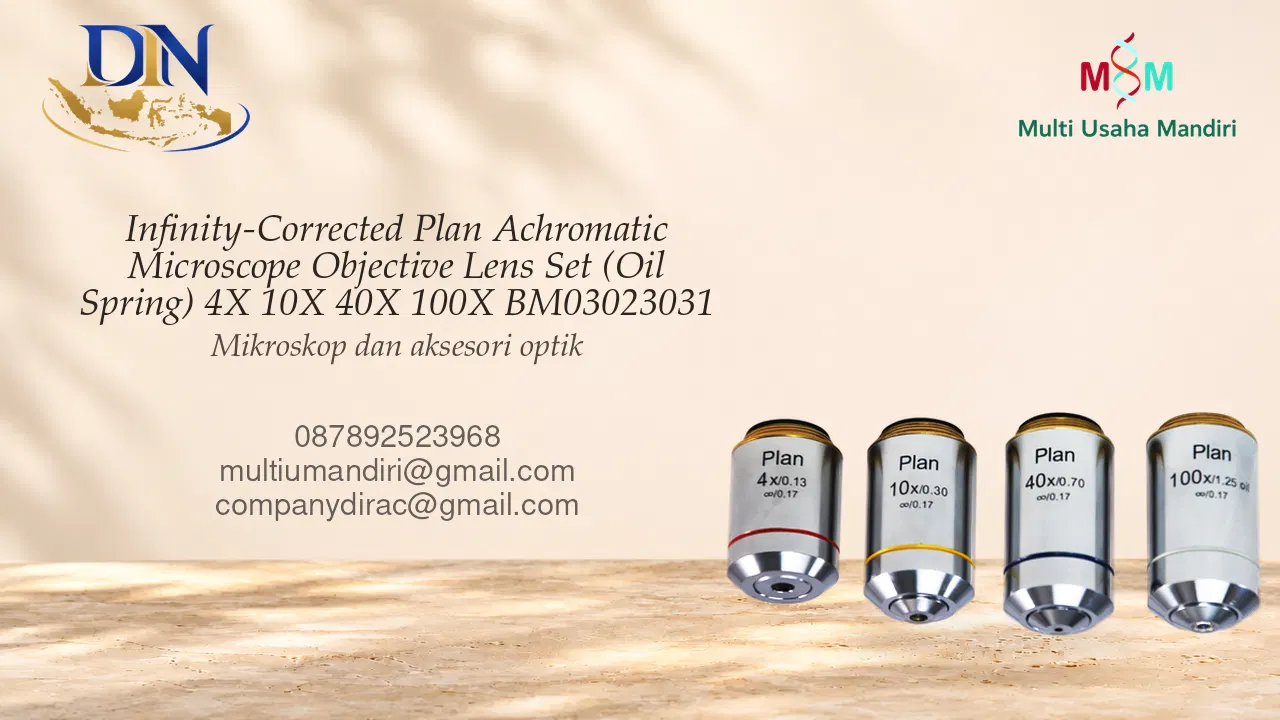 DIN
M M
Multi Usaha Mandiri
Infinity-Corrected Plan Achromatic
Microscope Objective Lens Set (Oil
Spring) 4X 10X 40X 100X BM03023031
Mikroskop dan aksesori optik
087892523968
multiumandiri@gmail.com
companydirac@gmail.com
Plan
4x/0.13
∞/0.17
Plan
10x/0.30
∞/0.17
Plan
40x/0.70
∞/0.17
Plan
100x/1.25 oil
∞/0.17